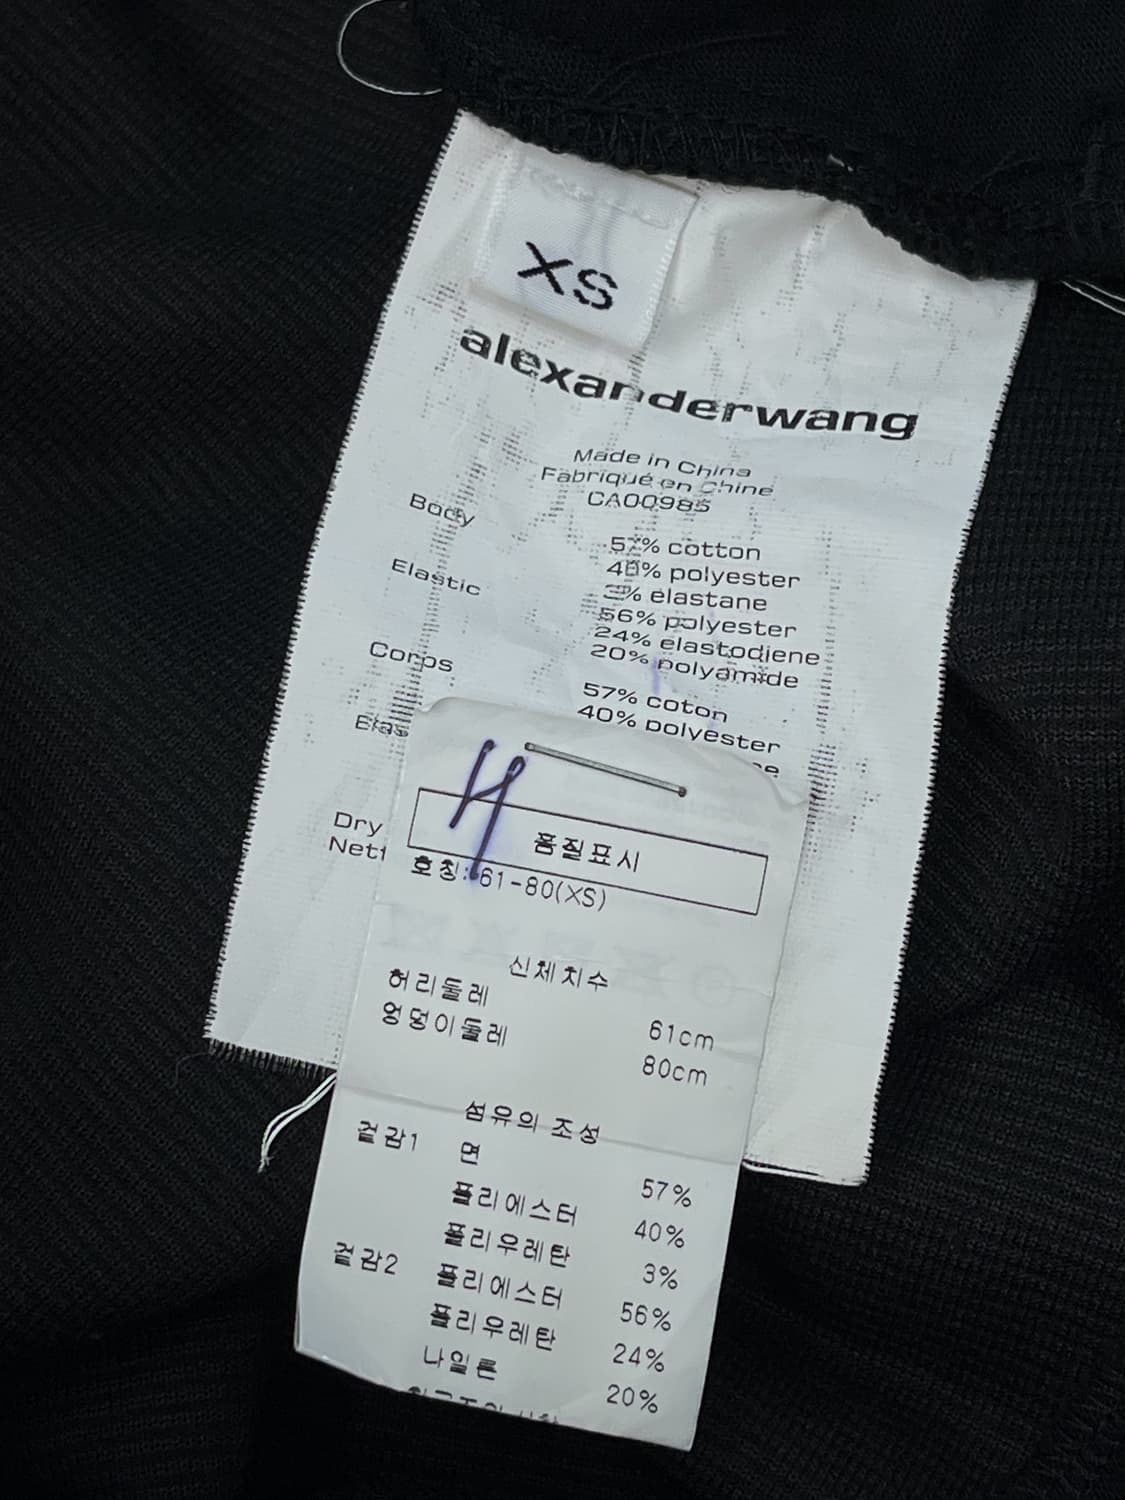 XS
alexanderwang
Made in China
Fabriqué en Chine
CA00985
Body
57% cotton
40% polyester
3% elastane
Elastic
56% polyester
24% elastodiene
20% polyamide
Corps
57% coton
40% polyester
Dry
H
품질표시
호칭: 61-80(XS)
신체치수
허리둘레 61cm
엉덩이둘레 80cm
섬유의 조성
겉감1 면 57%
폴리에스터 40%
폴리우레탄 3%
겉감2 폴리에스터 56%
폴리우레탄 24%
나일론 20%